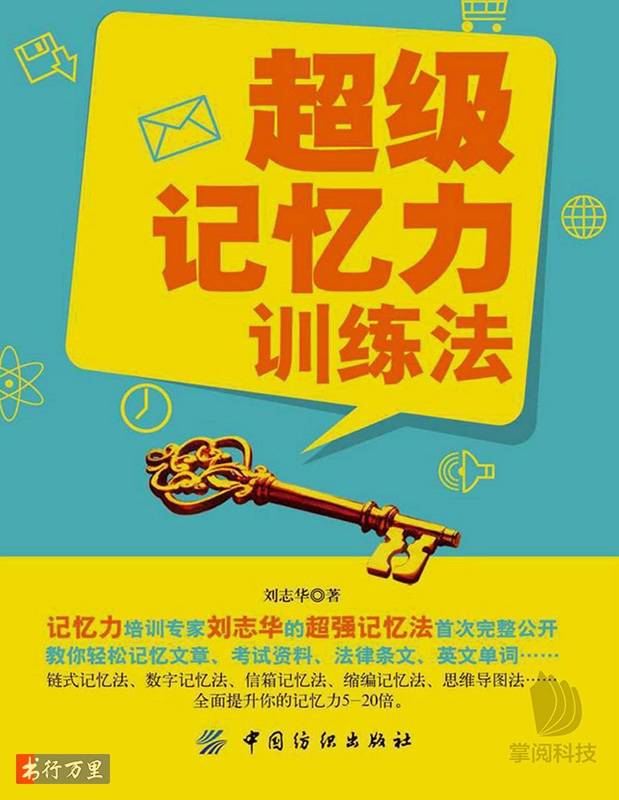 超级
记忆力
训练法
刘志华◎著
记忆力培训专家刘志华的超强记忆法首次完整公开
教你轻松记忆文章、考试资料、法律条文、英文单词……
链式记忆法、数字记忆法、信箱记忆法、缩编记忆法、思维导图法……
全面提升你的记忆力5-20倍。
中国纺织出版社
书行万里
掌阅科技